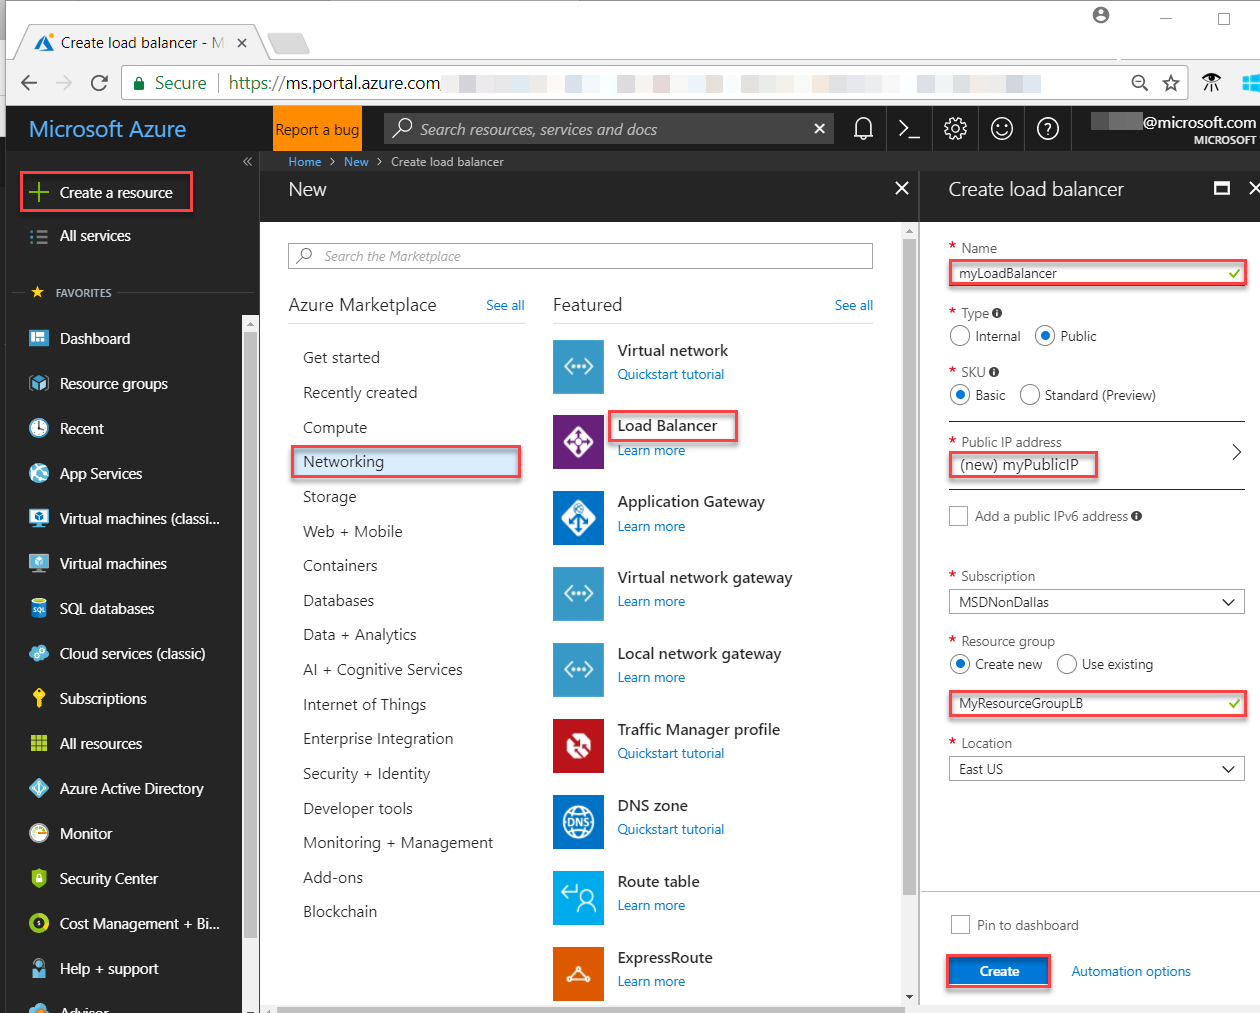 Create load balancer - M
Secure
https://ms.portal.azure.com
Microsoft Azure
Report a bug
Search resources, services and docs
@microsoft.com
MICROSOFT
Home > New > Create load balancer
Create a resource
All services
FAVORITES
Dashboard
Resource groups
Recent
App Services
Virtual machines (classi...
Virtual machines
SQL databases
Cloud services (classic)
Subscriptions
All resources
Azure Active Directory
Monitor
Security Center
Cost Management + Bi...
Help + support
Advisor
New
Search the Marketplace
Azure Marketplace
See all
Get started
Recently created
Compute
Networking
Storage
Web + Mobile
Containers
Databases
Data + Analytics
AI + Cognitive Services
Internet of Things
Enterprise Integration
Security + Identity
Developer tools
Monitoring + Management
Add-ons
Blockchain
Featured
See all
Virtual network
Quickstart tutorial
Load Balancer
Learn more
Application Gateway
Learn more
Virtual network gateway
Learn more
Local network gateway
Learn more
Traffic Manager profile
Quickstart tutorial
DNS
DNS zone
Quickstart tutorial
Route table
Learn more
ExpressRoute
Learn more
Create load balancer
* Name
myLoadBalancer
* Type
Internal
Public
* SKU
Basic
Standard (Preview)
* Public IP address
(new) myPublicIP
Add a public IPv6 address
* Subscription
MSDNonDallas
* Resource group
Create new
Use existing
MyResourceGroupLB
* Location
East US
Pin to dashboard
Create
Automation options